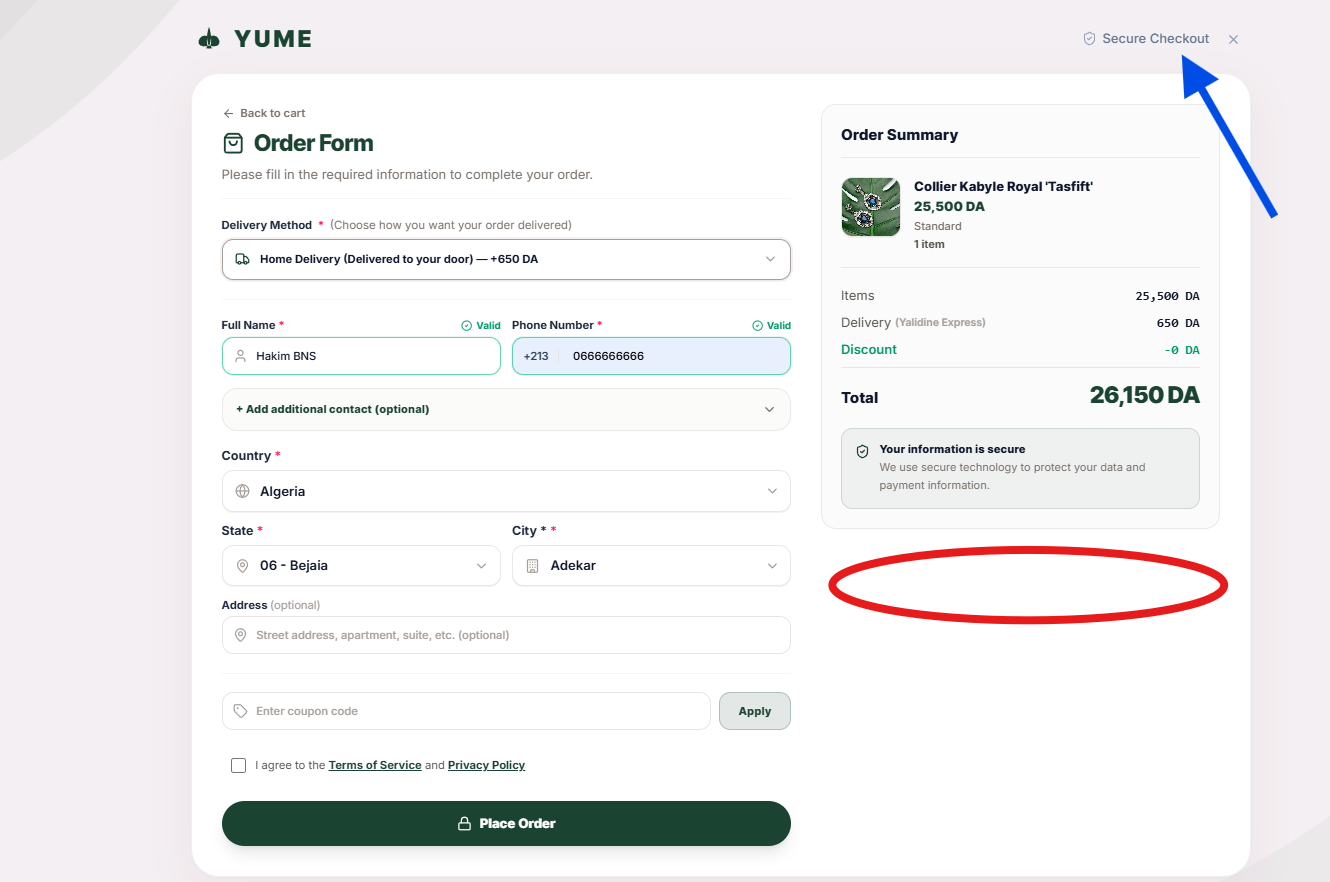 YUME
Secure Checkout
Back to cart
Order Form
Please fill in the required information to complete your order.
Delivery Method * (Choose how you want your order delivered)
Home Delivery (Delivered to your door) — +650 DA
Full Name * Valid
Hakim BNS
Phone Number * Valid
+213 0666666666
+ Add additional contact (optional)
Country *
Algeria
State *
06 - Bejaia
City * *
Adekar
Address (optional)
Street address, apartment, suite, etc. (optional)
Enter coupon code
Apply
I agree to the Terms of Service and Privacy Policy
Place Order
Order Summary
Collier Kabyle Royal 'Tasfift'
25,500 DA
Standard
1 item
Items 25,500 DA
Delivery (Yalidine Express) 650 DA
Discount -0 DA
Total 26,150 DA
Your information is secure
We use secure technology to protect your data and
payment information.